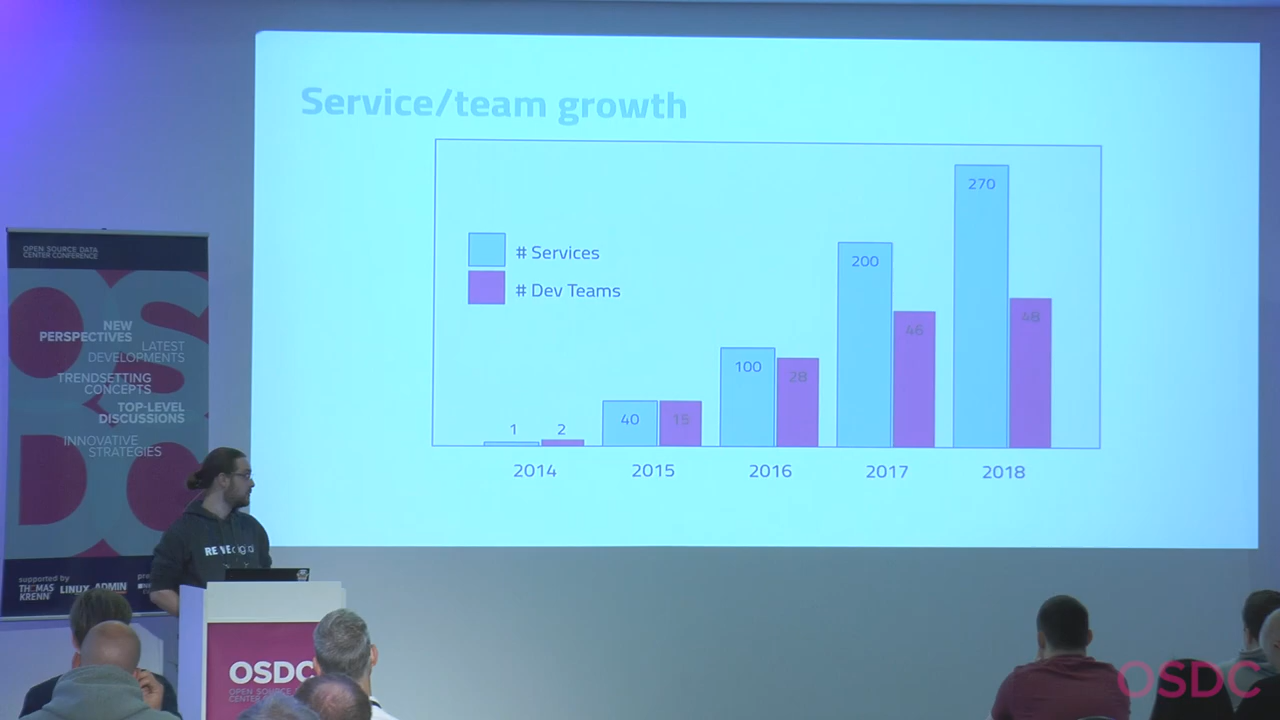 Service/team growth
# Services
# Dev Teams
1
2
40
15
100
28
200
46
270
48
2014
2015
2016
2017
2018
OPEN SOURCE DATA
CENTER CONFERENCE
NEW
PERSPECTIVES
LATEST
DEVELOPMENTS
TRENDSETTING
CONCEPTS
TOP-LEVEL
DISCUSSIONS
INNOVATIVE
STRATEGIES
supported by
THOMAS
KRENN
LINUX ADMIN
OSDC
OPEN SOURCE
CENTER
OSDC